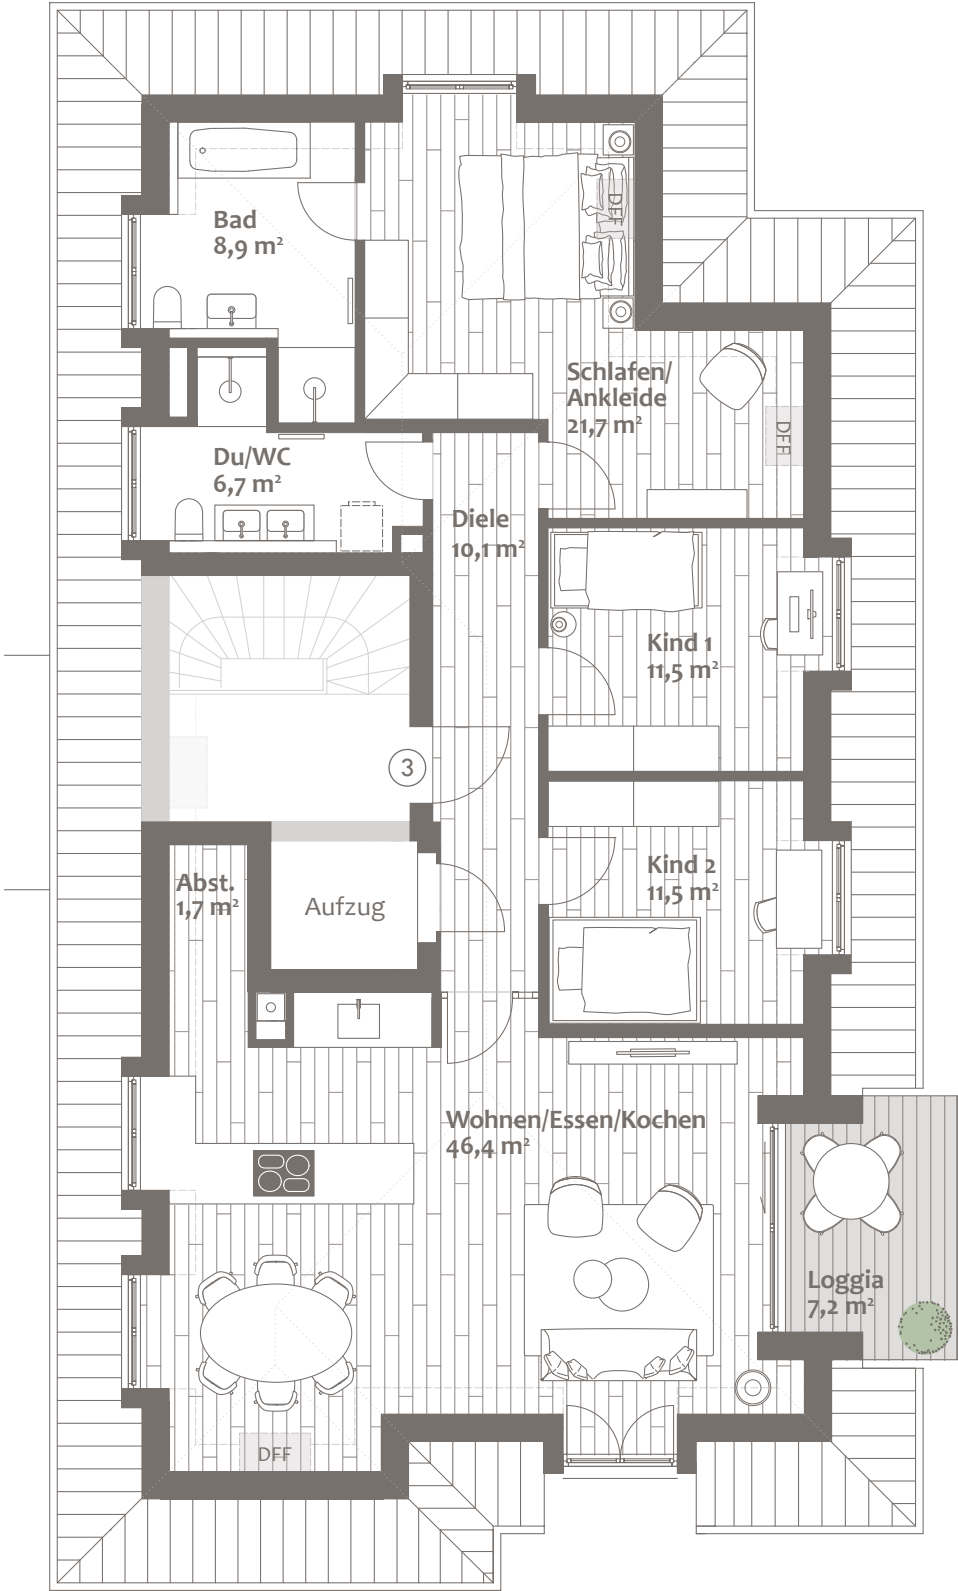 Bad
8,9 m²
DFF
Schlafen/
Ankleide
21,7 m²
DFF
Du/WC
6,7 m²
Diele
10,1 m²
Kind 1
11,5 m²
3
Kind 2
11,5 m²
Abst.
1,7 m²
Aufzug
Wohnen/Essen/Kochen
46,4 m²
Loggia
7,2 m²
DFF